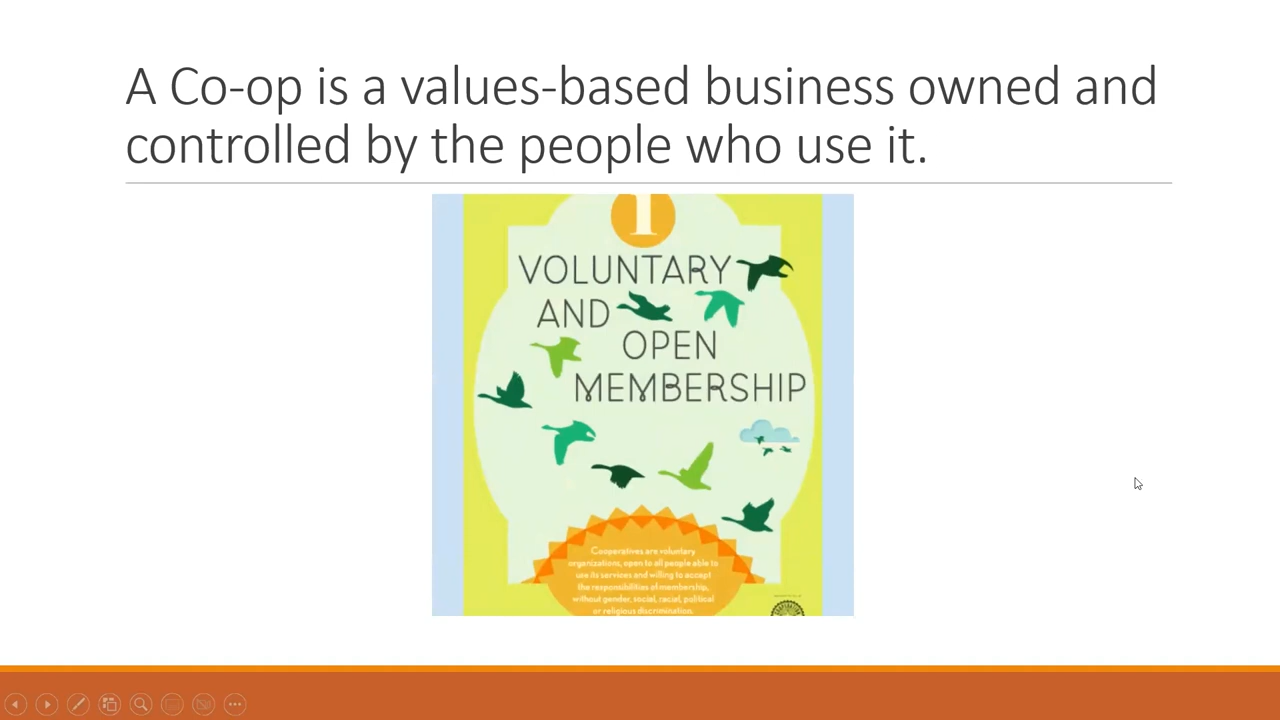 A Co-op is a values-based business owned and
controlled by the people who use it.
1
VOLUNTARY
AND
OPEN
MEMBERSHIP
Cooperatives are voluntary
organizations, open to all people able to
use its services and willing to accept
the responsibilities of membership,
without gender, social, racial, political
or religious discrimination.